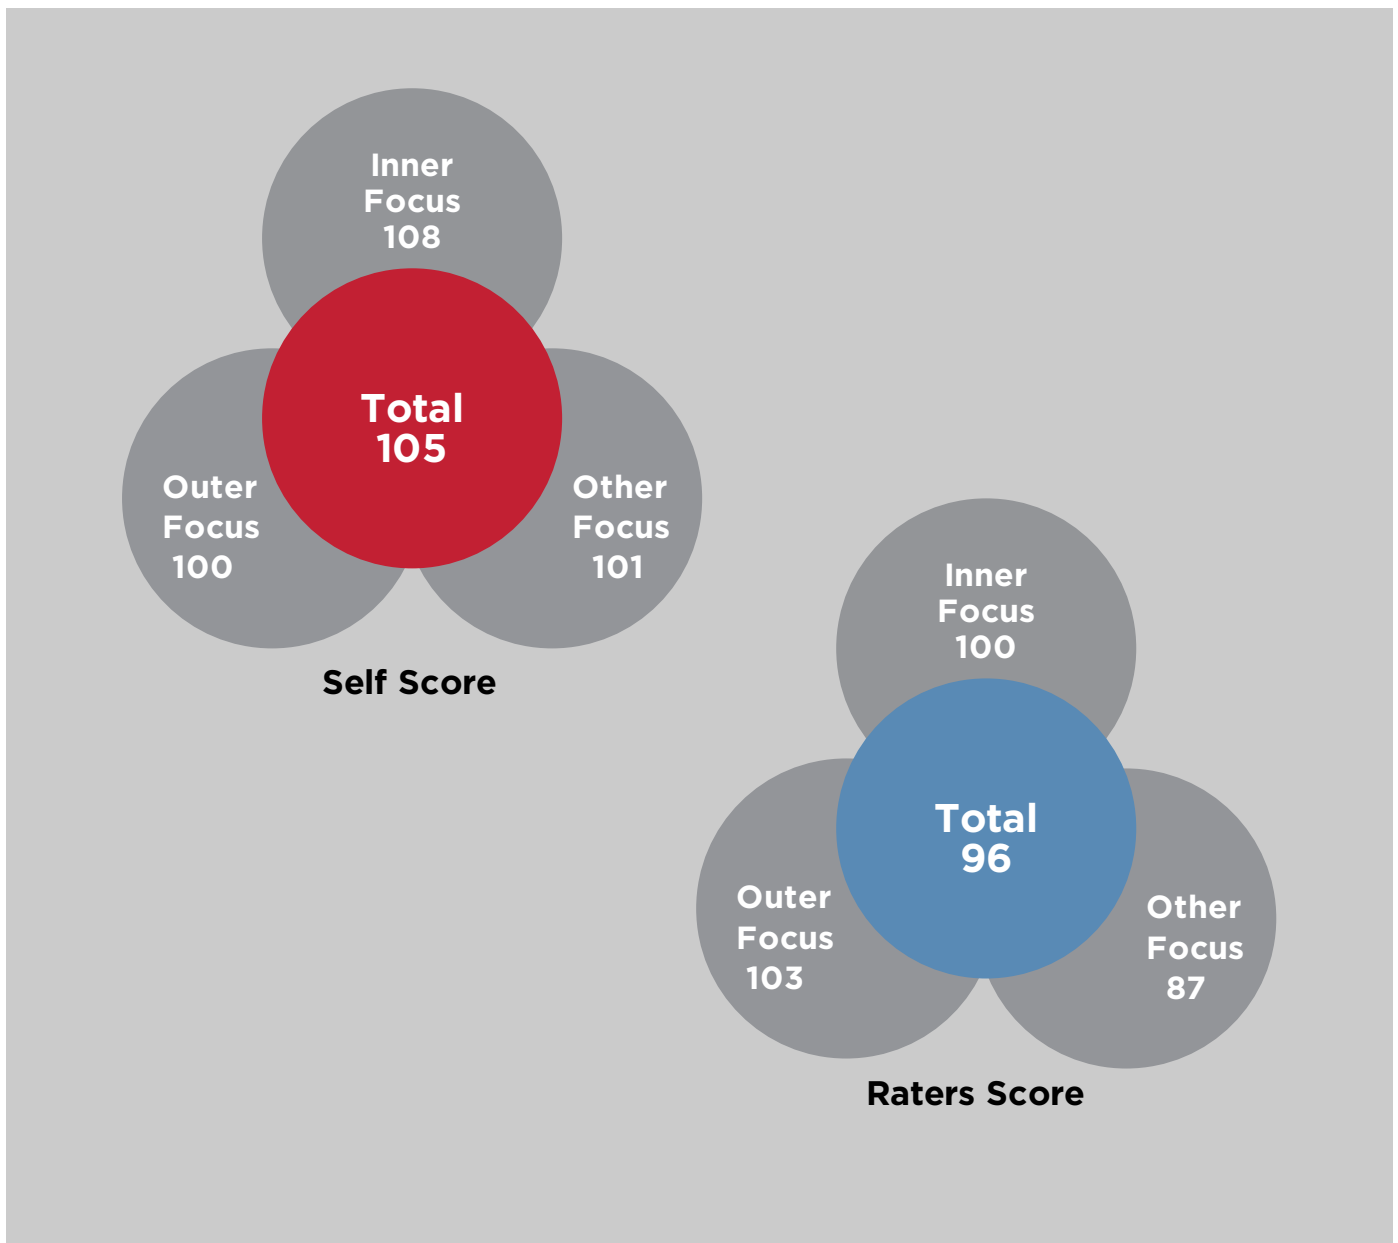 Inner
Focus
108
Total
105
Outer
Focus
100
Other
Focus
101
Self Score
Inner
Focus
100
Total
96
Outer
Focus
103
Other
Focus
87
Raters Score